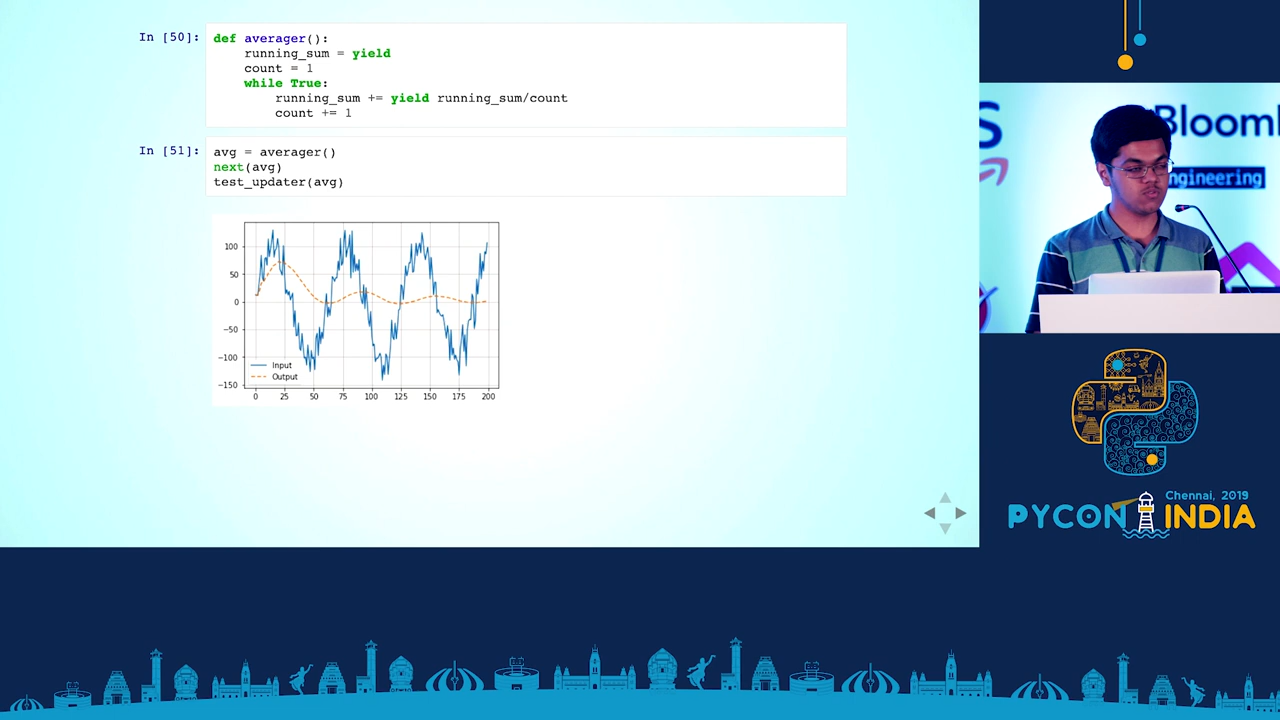 In [50]:
def averager():
    running_sum = yield
    count = 1
    while True:
        running_sum += yield running_sum/count
        count += 1
In [51]:
avg = averager()
next(avg)
test_updater(avg)
100
50
0
−50
−100
−150
Input
Output
0 25 50 75 100 125 150 175 200
S
Bloom
ngineering
Chennai, 2019
PYCON INDIA